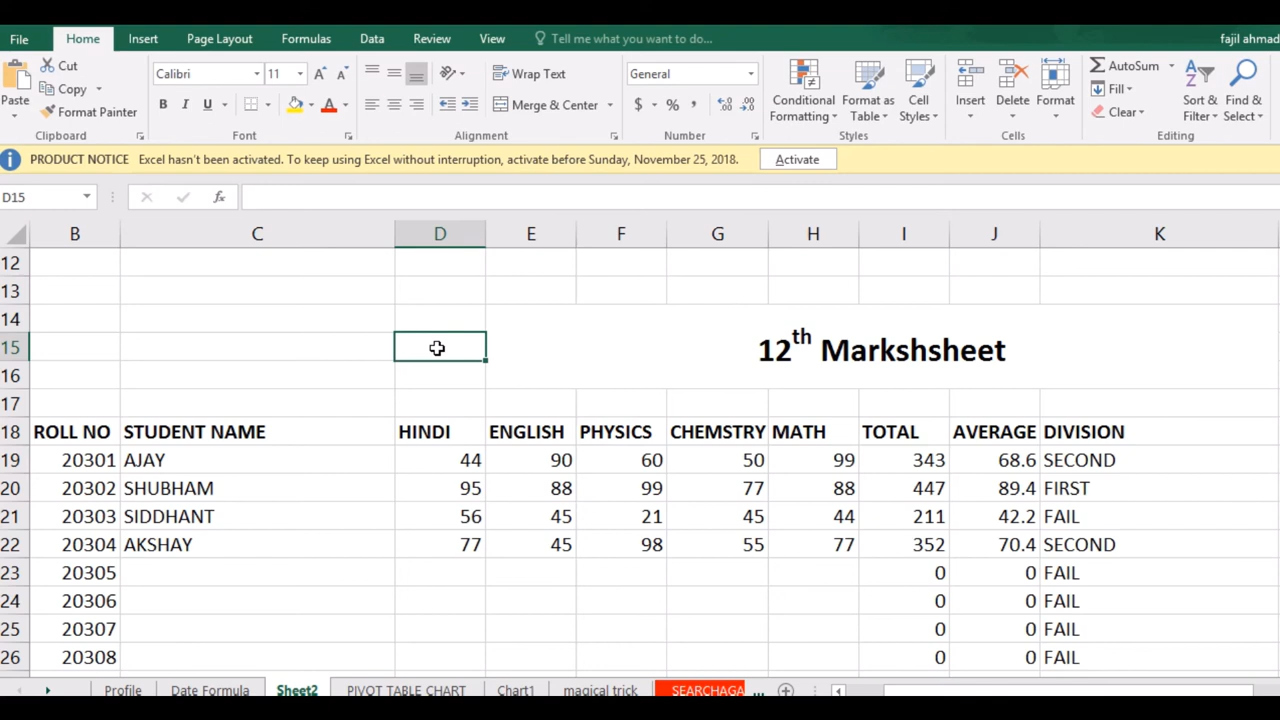 File Home Insert Page Layout Formulas Data Review View Tell me what you want to do... fajil ahmad
Paste Cut Copy Format Painter Clipboard
Calibri 11 A A B I U A Font
Wrap Text Merge & Center Alignment
General $ % , Number
Conditional Formatting Format as Table Cell Styles Styles
Insert Delete Format Cells
AutoSum Fill Clear Sort & Filter Find & Select Editing
PRODUCT NOTICE Excel hasn't been activated. To keep using Excel without interruption, activate before Sunday, November 25, 2018. Activate
D15 fx
B C D E F G H I J K
12
13
14
15 12th Markshsheet
16
17
18 ROLL NO STUDENT NAME HINDI ENGLISH PHYSICS CHEMSTRY MATH TOTAL AVERAGE DIVISION
19 20301 AJAY 44 90 60 50 99 343 68.6 SECOND
20 20302 SHUBHAM 95 88 99 77 88 447 89.4 FIRST
21 20303 SIDDHANT 56 45 21 45 44 211 42.2 FAIL
22 20304 AKSHAY 77 45 98 55 77 352 70.4 SECOND
23 20305 0 0 FAIL
24 20306 0 0 FAIL
25 20307 0 0 FAIL
26 20308 0 0 FAIL
Profile Date Formula Sheet2 PIVOT TABLE CHART Chart1 magical trick SEARCHAGA ...